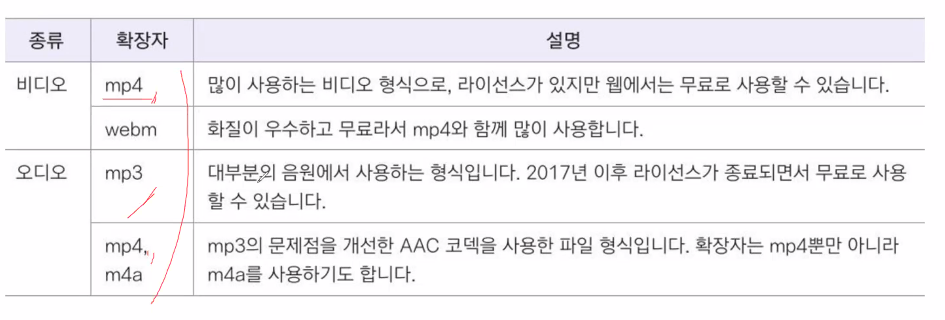 종류 확장자 설명
비디오 mp4 많이 사용하는 비디오 형식으로, 라이선스가 있지만 웹에서는 무료로 사용할 수 있습니다.
webm 화질이 우수하고 무료라서 mp4와 함께 많이 사용합니다.
오디오 mp3 대부분의 음원에서 사용하는 형식입니다. 2017년 이후 라이선스가 종료되면서 무료로 사용
할 수 있습니다.
mp4, mp3의 문제점을 개선한 AAC 코덱을 사용한 파일 형식입니다. 확장자는 mp4뿐만 아니라
m4a m4a를 사용하기도 합니다.